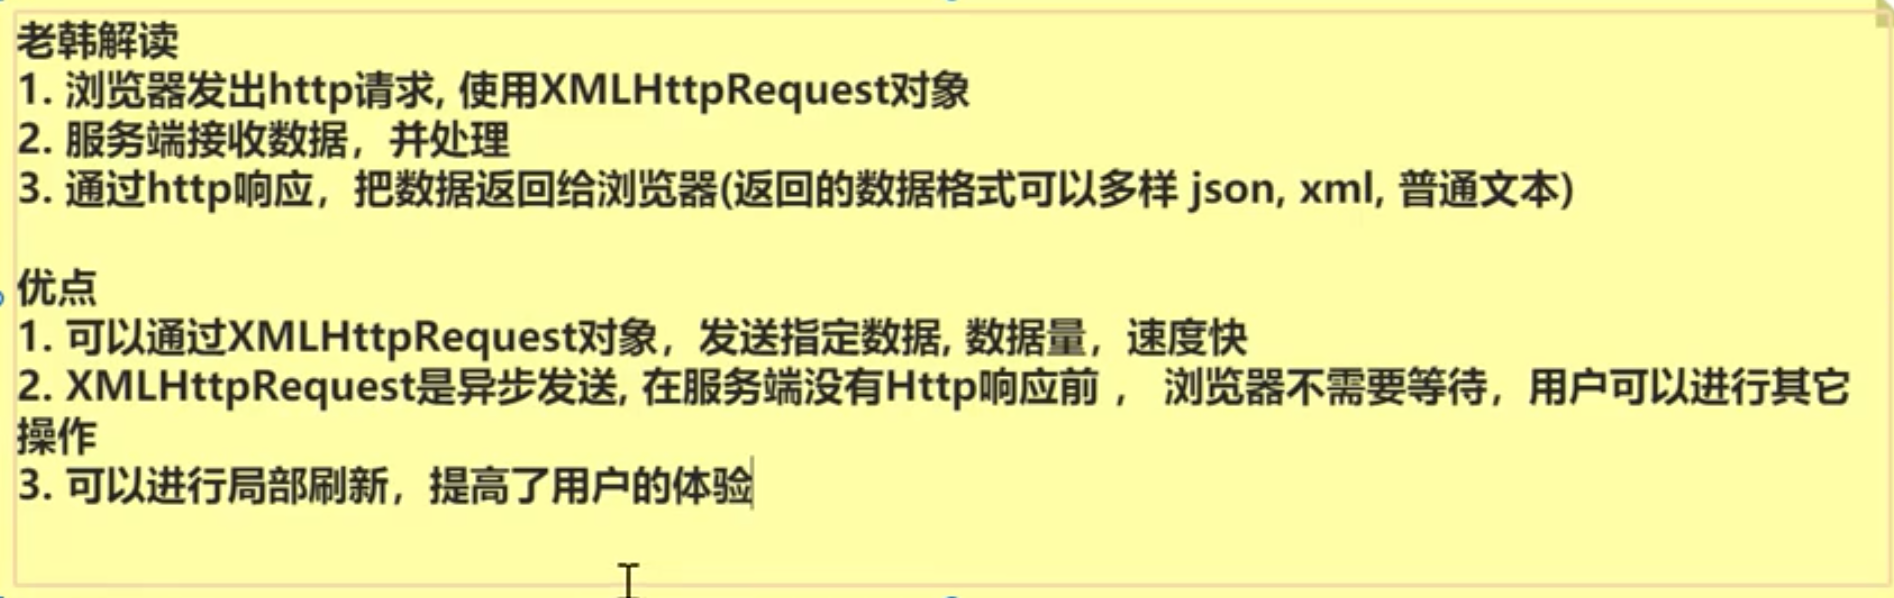 老韩解读
1. 浏览器发出http请求, 使用XMLHttpRequest对象
2. 服务端接收数据，并处理
3. 通过http响应，把数据返回给浏览器(返回的数据格式可以多样 json, xml, 普通文本)
优点
1. 可以通过XMLHttpRequest对象，发送指定数据, 数据量，速度快
2. XMLHttpRequest是异步发送, 在服务端没有Http响应前 ， 浏览器不需要等待，用户可以进行其它
操作
3. 可以进行局部刷新，提高了用户的体验